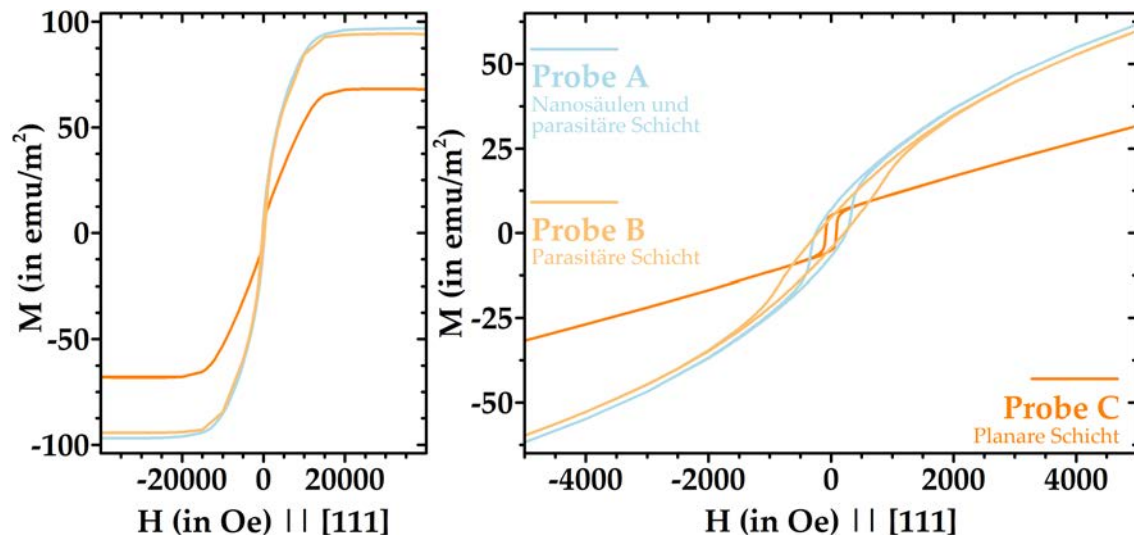 100
50
0
-50
-100
M (in emu/m²)
-20000 0 20000
H (in Oe) || [111]
50
25
0
-25
-50
M (in emu/m²)
-4000 -2000 0 2000 4000
H (in Oe) || [111]
Probe A
Nanosäulen und
parasitäre Schicht
Probe B
Parasitäre Schicht
Probe C
Planare Schicht